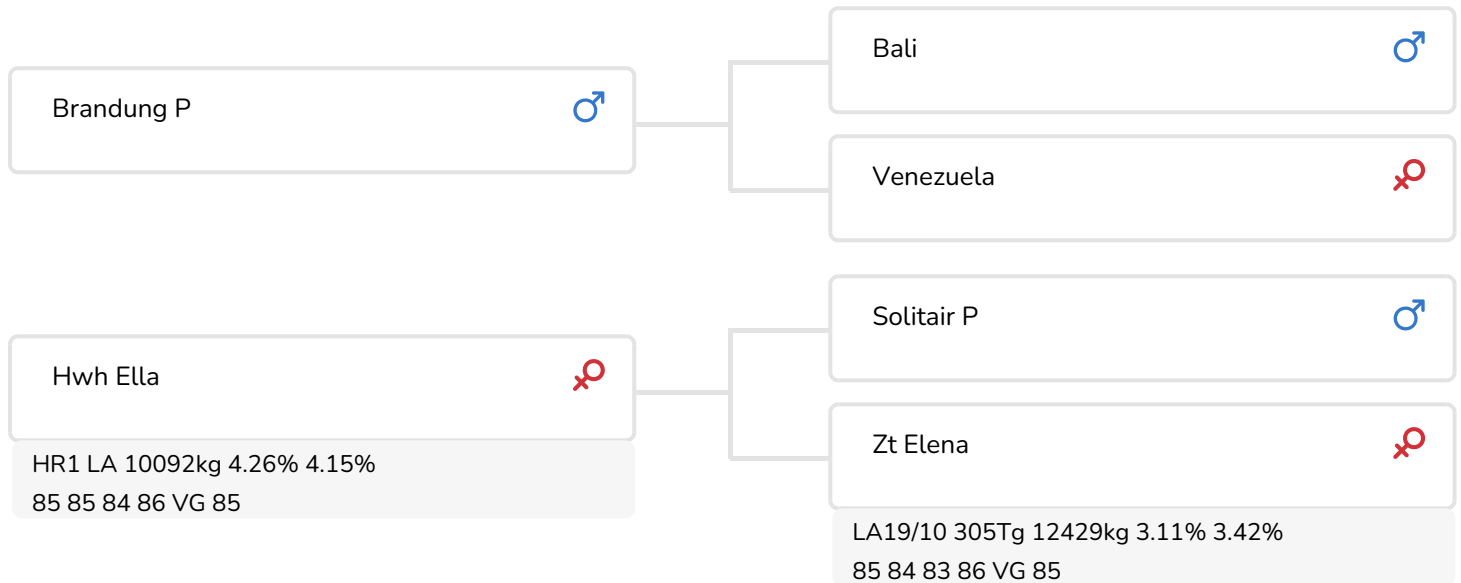 Bali
Brandung P
Venezuela
Solitair P
Hwh Ella
Zt Elena
HR1 LA 10092kg 4.26% 4.15%
85 85 84 86 VG 85
LA19/10 305Tg 12429kg 3.11% 3.42%
85 84 83 86 VG 85